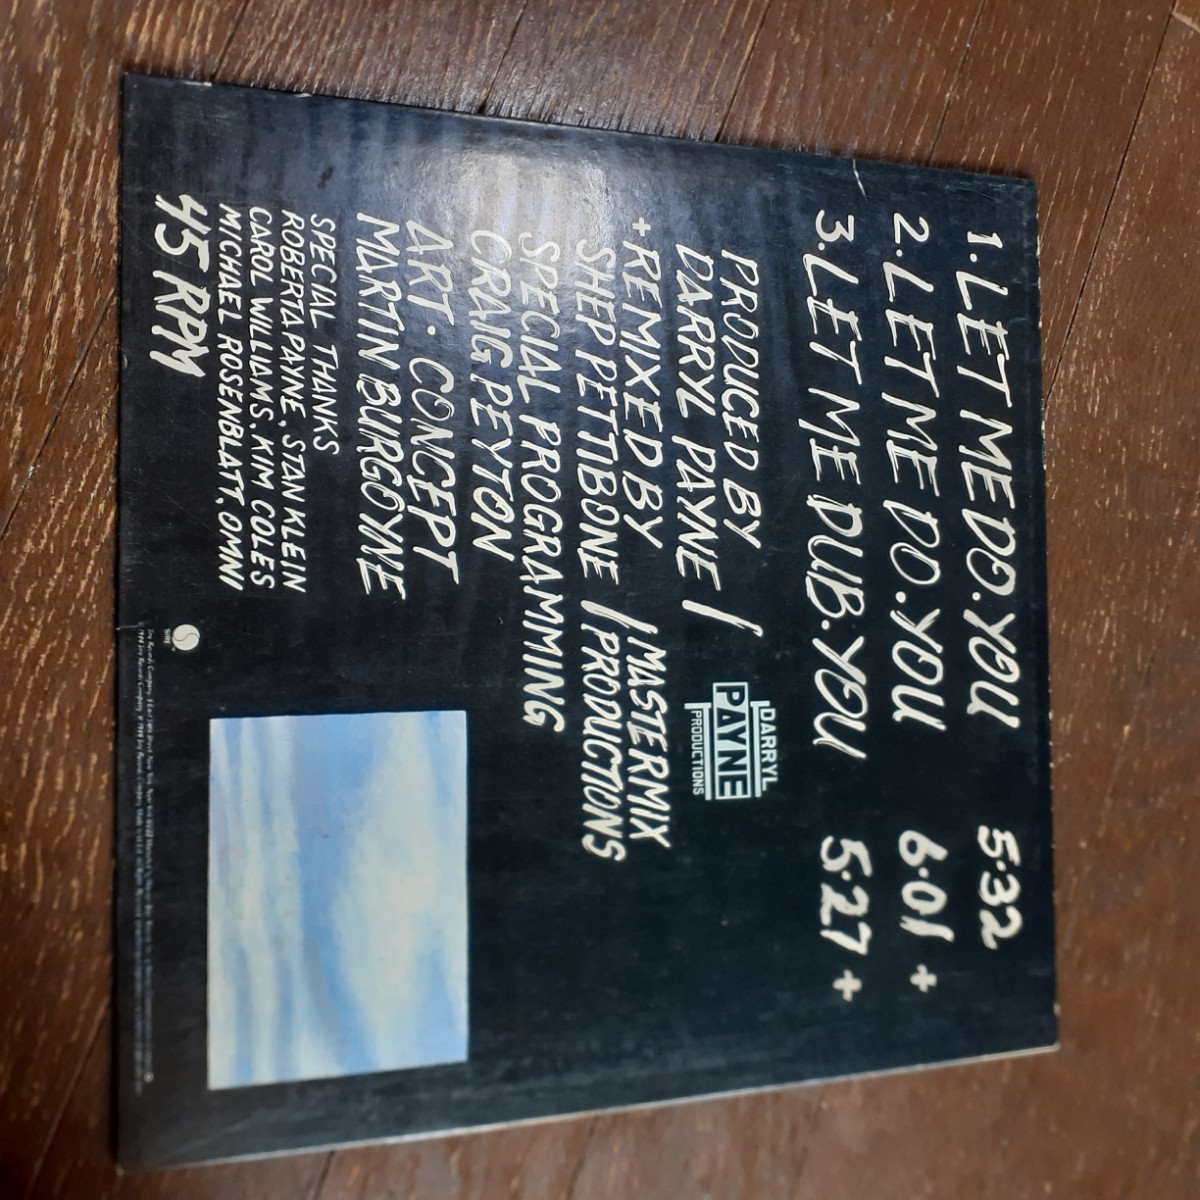 1. LET ME DO. YOU 5:32
2. LET ME DO. YOU 6:01 +
3. LET ME DUB. YOU 5:27 +
PRODUCED BY
DARRYL PAYNE /
DARRYL
PAYNE
PRODUCTIONS
+ REMIXED BY
SHEP PETTIBONE / MASTERMIX
/ PRODUCTIONS
SPECIAL PROGRAMMING
CRAIG PEYTON
ART · CONCEPT
MARTIN BURGOYNE
SPECIAL THANKS
ROBERTA PAYNE, STAN KLEIN
CAROL WILLIAMS. KIM COLES
MICHAEL ROSENBLATT, OMNI
45 RPM
SIRE